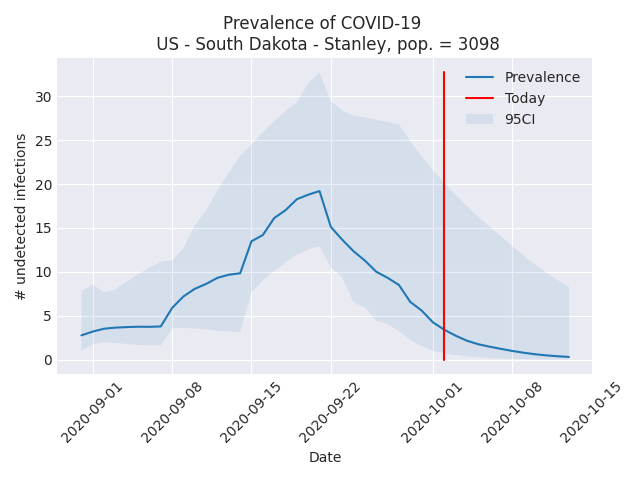 Prevalence of COVID-19
US - South Dakota - Stanley, pop. = 3098
Prevalence
Today
95CI
# undetected infections
30
25
20
15
10
5
0
2020-09-01
2020-09-08
2020-09-15
2020-09-22
2020-10-01
2020-10-08
2020-10-15
Date